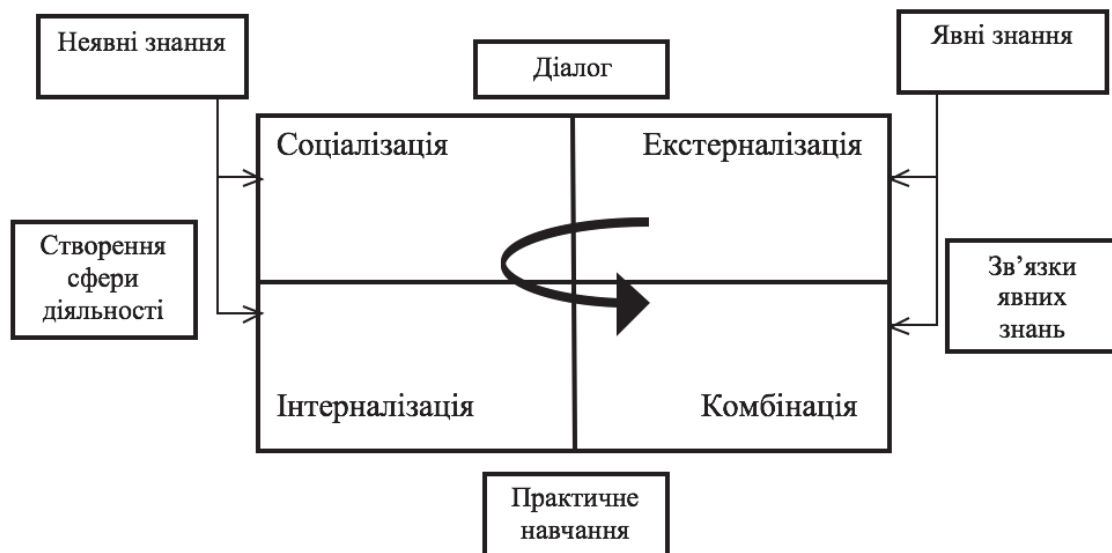 Неявні знання
Явні знання
Діалог
Соціалізація
Екстерналізація
Створення
сфери
діяльності
Зв’язки
явних
знань
Інтерналізація
Комбінація
Практичне
навчання